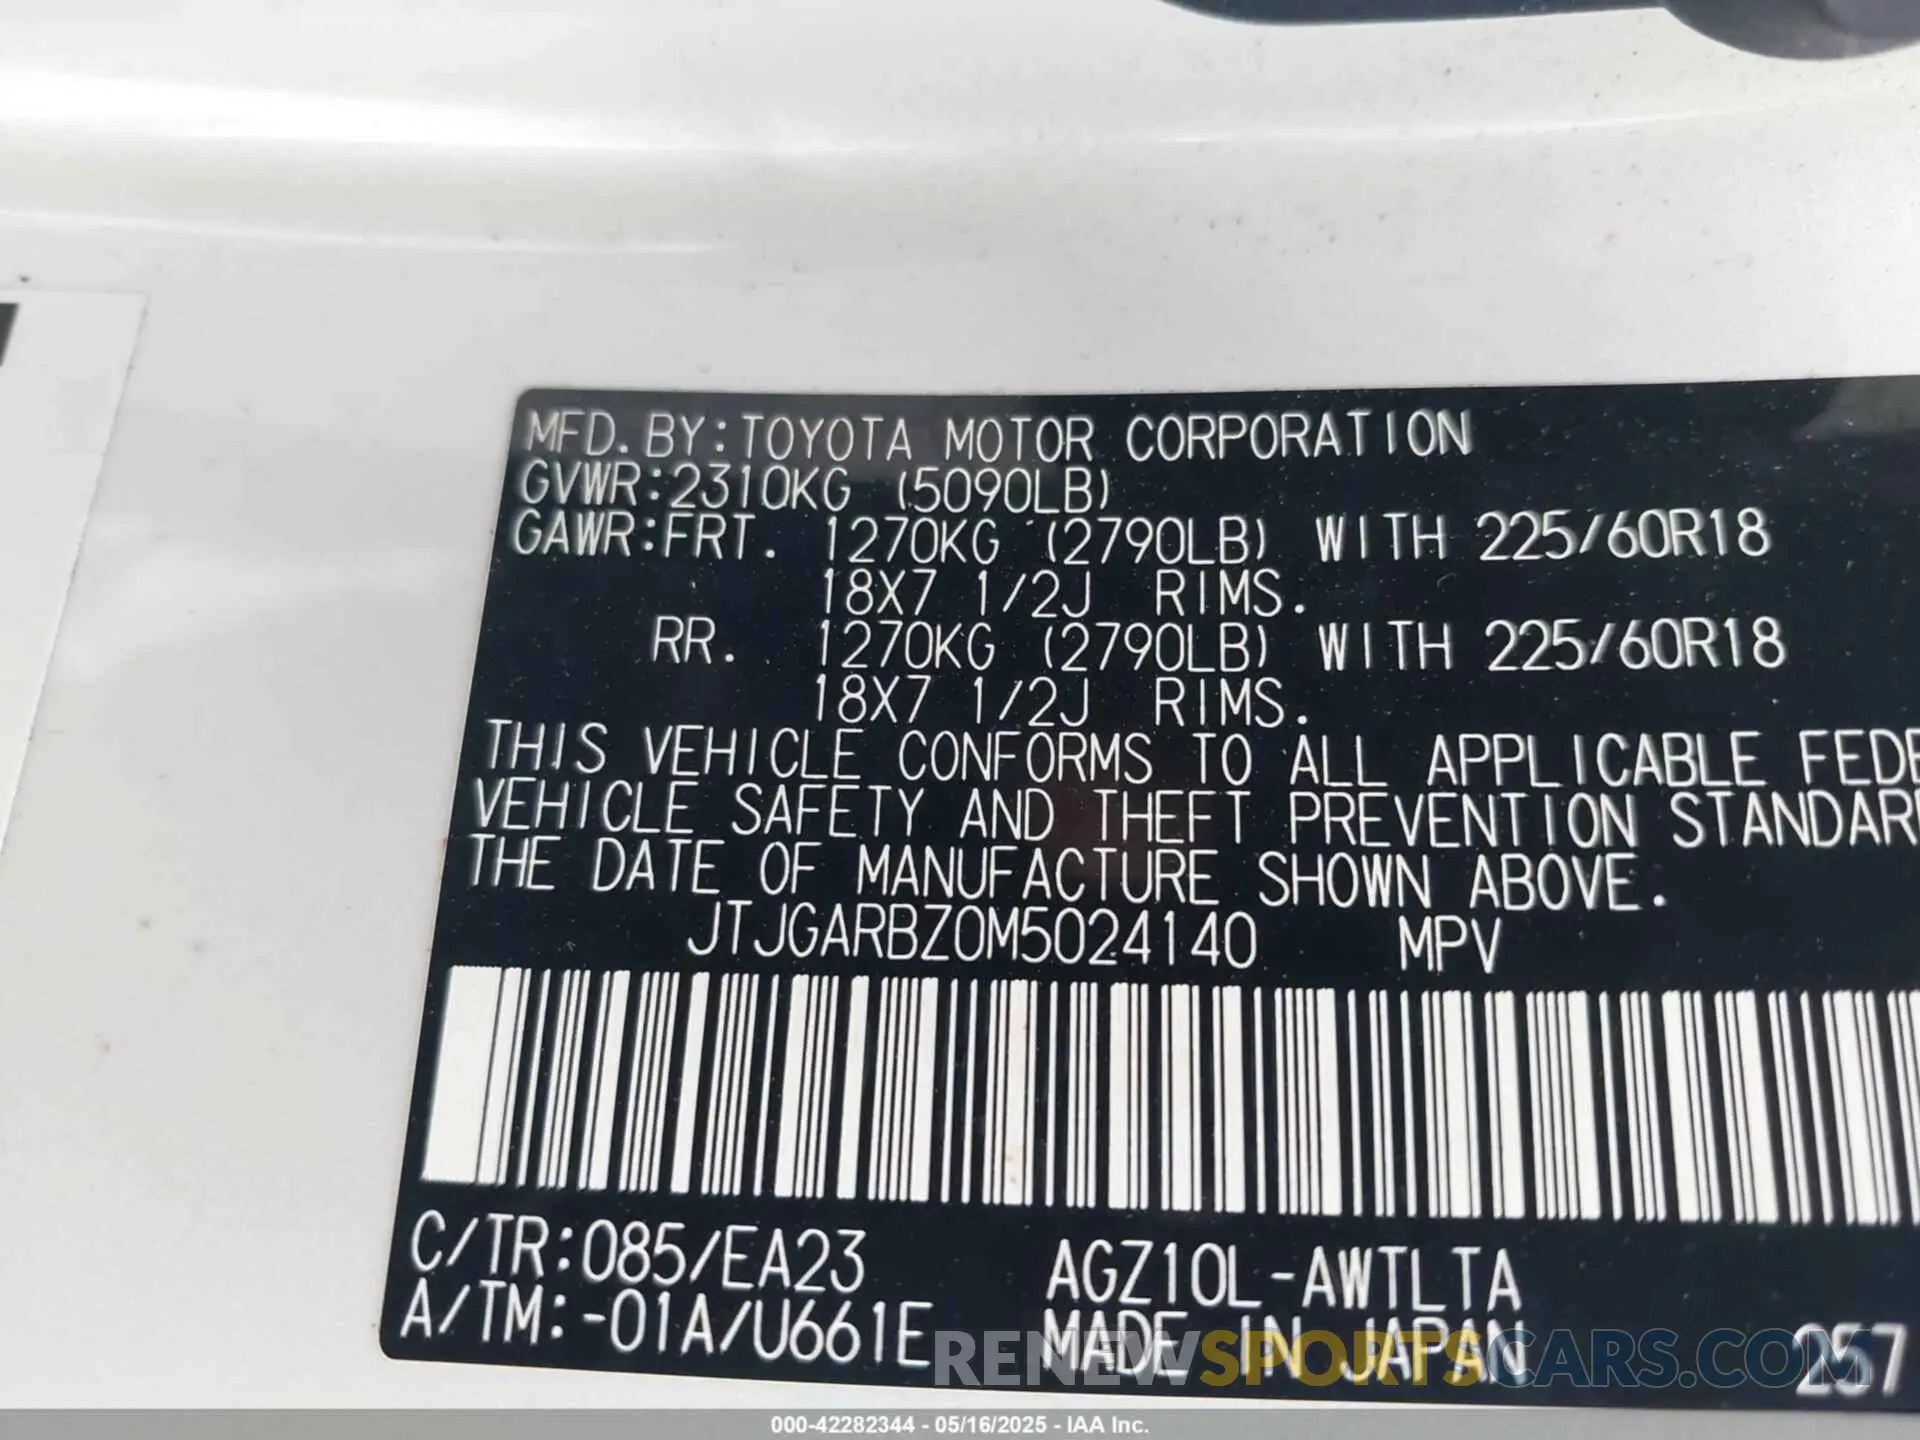 MFD. BY: TOYOTA MOTOR CORPORATION
GVWR: 2310KG (5090LB)
GAWR: FRT. 1270KG (2790LB) WITH 225/60R18
18X7 1/2J RIMS.
RR. 1270KG (2790LB) WITH 225/60R18
18X7 1/2J RIMS.
THIS VEHICLE CONFORMS TO ALL APPLICABLE FEDE
VEHICLE SAFETY AND THEFT PREVENTION STANDAR
THE DATE OF MANUFACTURE SHOWN ABOVE.
JTJGARBZ0M5024140 MPV
C/TR: 085/EA23 AGZ10L-AWTLTA
A/TM: -01A/U661E MADE IN JAPAN 257
RENEWSPORTSCARS.COM
000-42282344 - 05/16/2025 - IAA Inc.